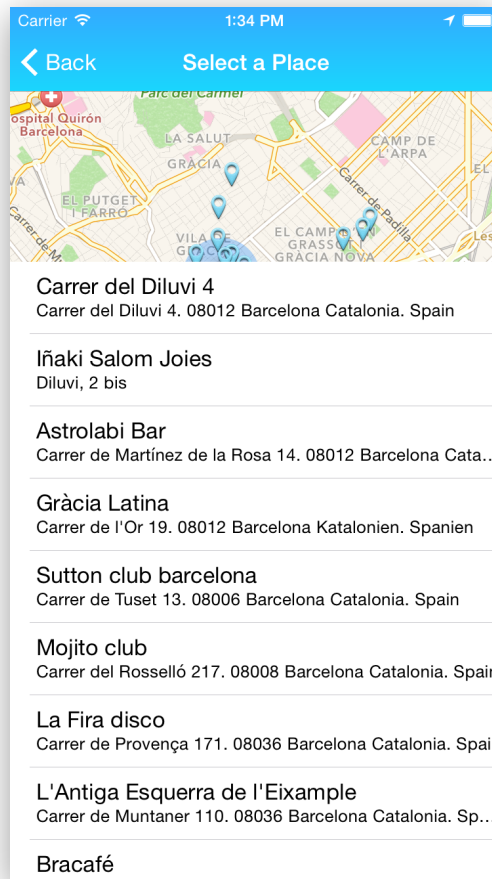 Carrier
1:34 PM
Back
Select a Place
Parc del Carmel
ospital Quirón
Barcelona
LA SALUT
CAMP DE
L'ARPA
GRÀCIA
EL PUTGET
I FARRÓ
Carrer de Padilla
Carrer de M
EL CAMP D'EN
GRASSOT I
GRÀCIA NOVA
Les
Carrer del Diluvi 4
Carrer del Diluvi 4. 08012 Barcelona Catalonia. Spain
Iñaki Salom Joies
Diluvi, 2 bis
Astrolabi Bar
Carrer de Martínez de la Rosa 14. 08012 Barcelona Cata…
Gràcia Latina
Carrer de l'Or 19. 08012 Barcelona Katalonien. Spanien
Sutton club barcelona
Carrer de Tuset 13. 08006 Barcelona Catalonia. Spain
Mojito club
Carrer del Rosselló 217. 08008 Barcelona Catalonia. Spain
La Fira disco
Carrer de Provença 171. 08036 Barcelona Catalonia. Spai
L'Antiga Esquerra de l'Eixample
Carrer de Muntaner 110. 08036 Barcelona Catalonia. Sp…
Bracafé